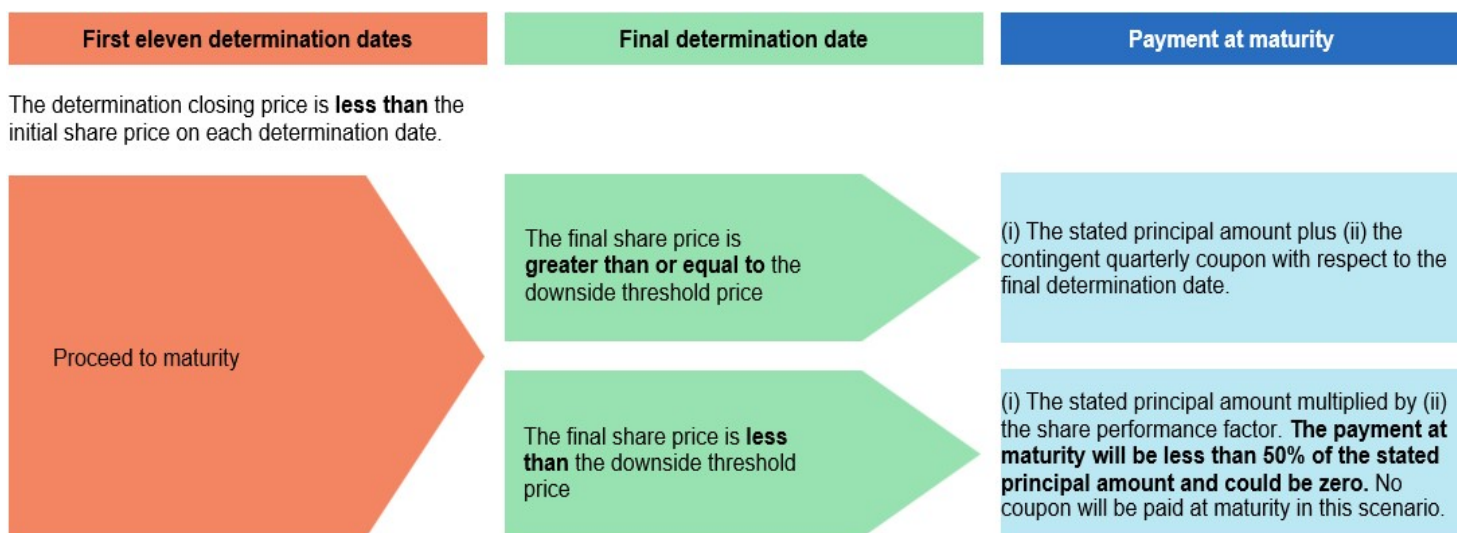 First eleven determination dates
Final determination date
Payment at maturity
The determination closing price is less than the
initial share price on each determination date.
Proceed to maturity
The final share price is
greater than or equal to the
downside threshold price
(i) The stated principal amount plus (ii) the
contingent quarterly coupon with respect to the
final determination date.
The final share price is less
than the downside threshold
price
(i) The stated principal amount multiplied by (ii)
the share performance factor. The payment at
maturity will be less than 50% of the stated
principal amount and could be zero. No
coupon will be paid at maturity in this scenario.